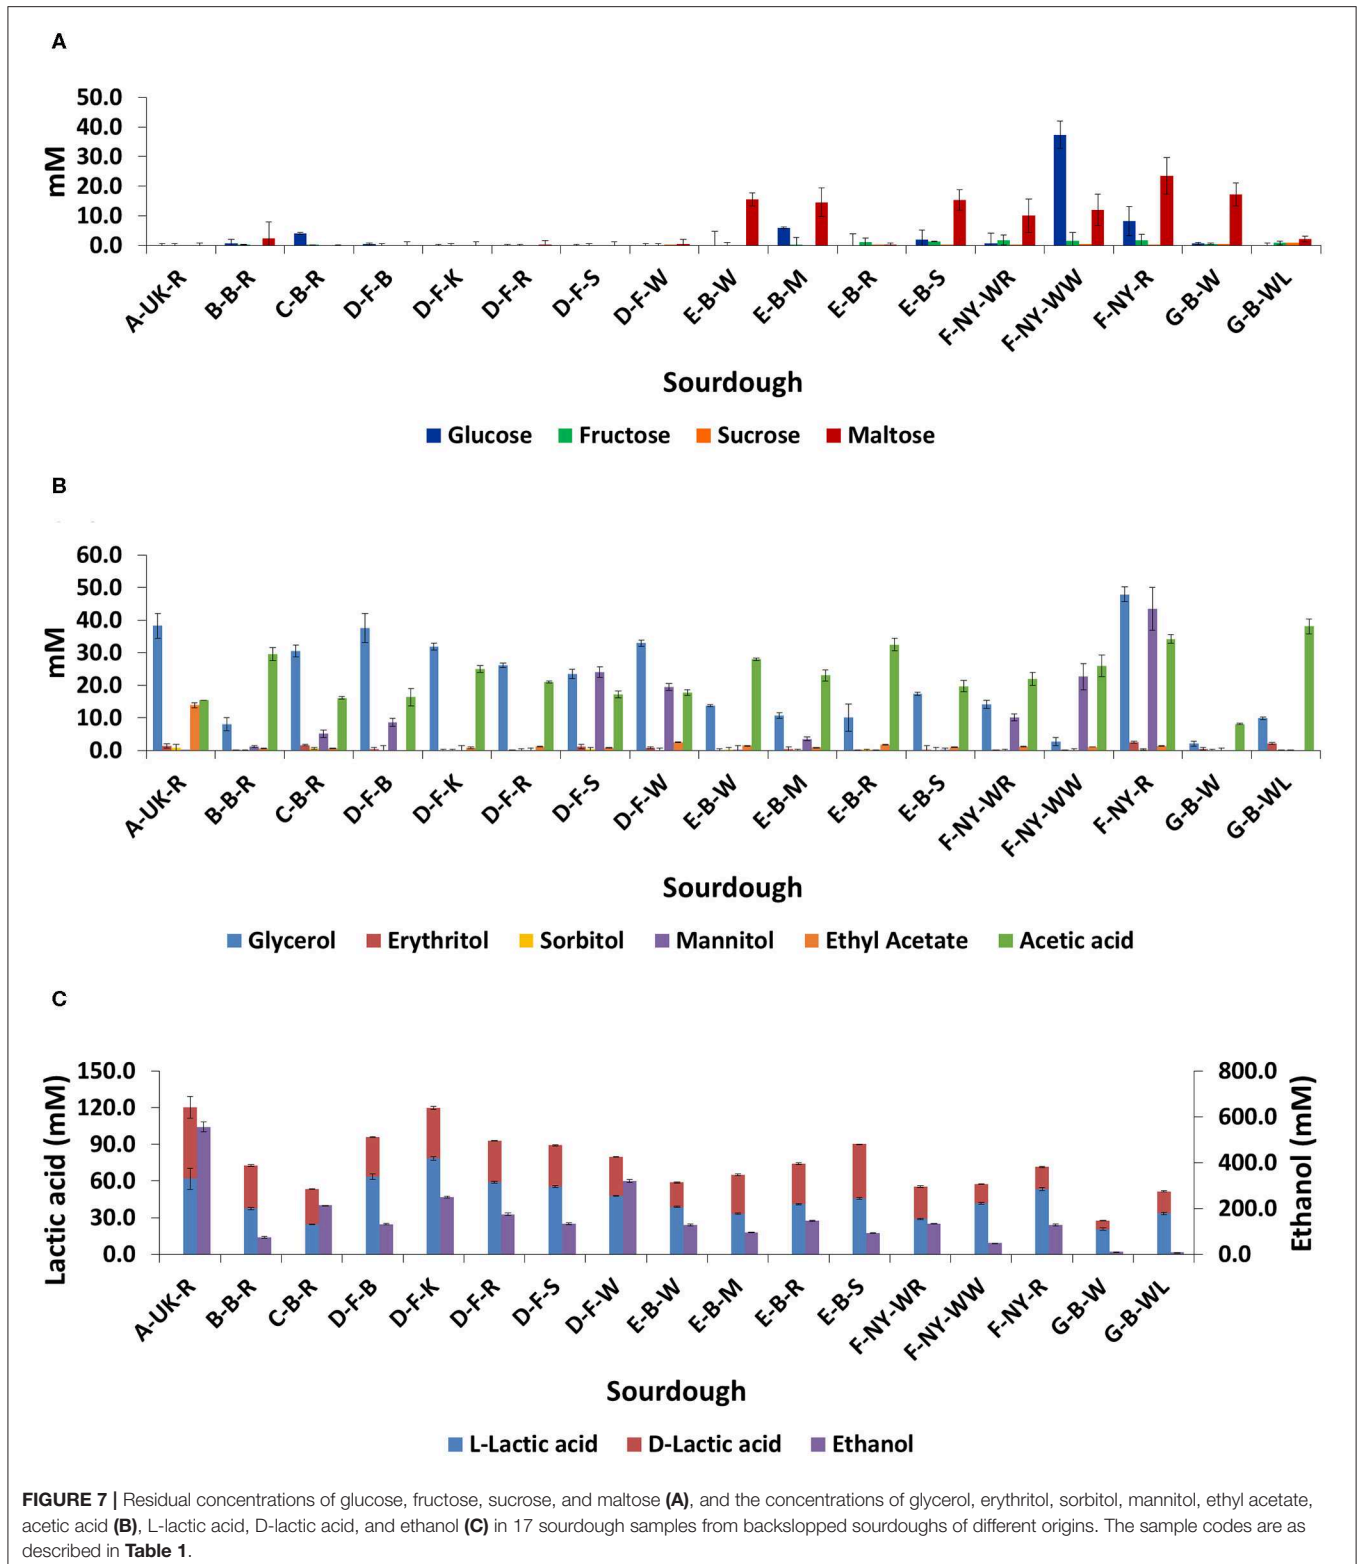 A
50.0
40.0
30.0
20.0
10.0
0.0
mM
A-UK-R
B-B-R
C-B-R
D-F-B
D-F-K
D-F-R
D-F-S
D-F-W
E-B-W
E-B-M
E-B-R
E-B-S
F-NY-WR
F-NY-WW
F-NY-R
G-B-W
G-B-WL
Sourdough
Glucose Fructose Sucrose Maltose
B
60.0
50.0
40.0
30.0
20.0
10.0
0.0
mM
A-UK-R
B-B-R
C-B-R
D-F-B
D-F-K
D-F-R
D-F-S
D-F-W
E-B-W
E-B-M
E-B-R
E-B-S
F-NY-WR
F-NY-WW
F-NY-R
G-B-W
G-B-WL
Sourdough
Glycerol Erythritol Sorbitol Mannitol Ethyl Acetate Acetic acid
C
150.0
120.0
90.0
60.0
30.0
0.0
Lactic acid (mM)
800.0
600.0
400.0
200.0
0.0
Ethanol (mM)
A-UK-R
B-B-R
C-B-R
D-F-B
D-F-K
D-F-R
D-F-S
D-F-W
E-B-W
E-B-M
E-B-R
E-B-S
F-NY-WR
F-NY-WW
F-NY-R
G-B-W
G-B-WL
Sourdough
L-Lactic acid D-Lactic acid Ethanol
FIGURE 7 | Residual concentrations of glucose, fructose, sucrose, and maltose (A), and the concentrations of glycerol, erythritol, sorbitol, mannitol, ethyl acetate,
acetic acid (B), L-lactic acid, D-lactic acid, and ethanol (C) in 17 sourdough samples from backslopped sourdoughs of different origins. The sample codes are as
described in Table 1.